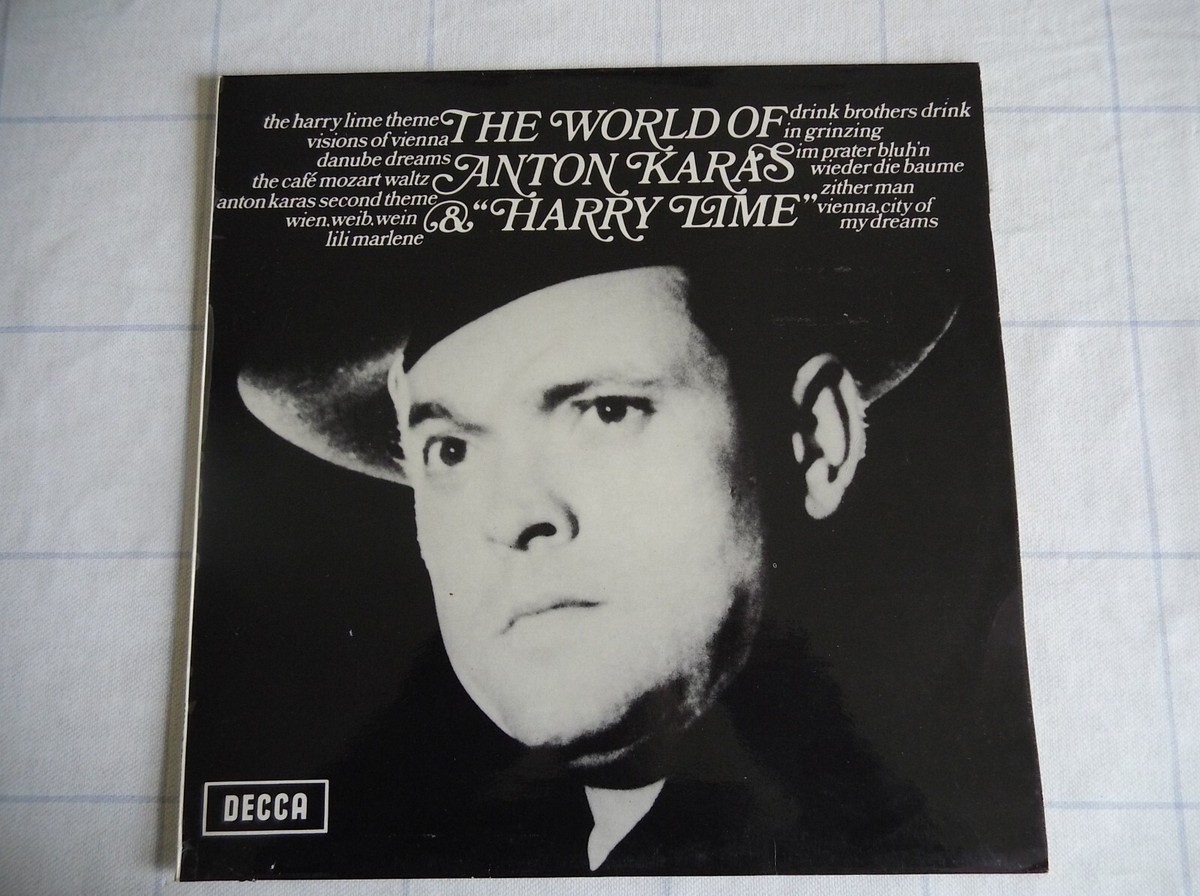 the harry lime theme
visions of vienna
danube dreams
the café mozart waltz
anton karas second theme
wien,weib,wein
lili marlene
THE WORLD OF
ANTON KARAS
& "HARRY LIME"
drink brothers drink
in grinzing
im prater bluh'n
wieder die baume
zither man
vienna,city of
my dreams
DECCA